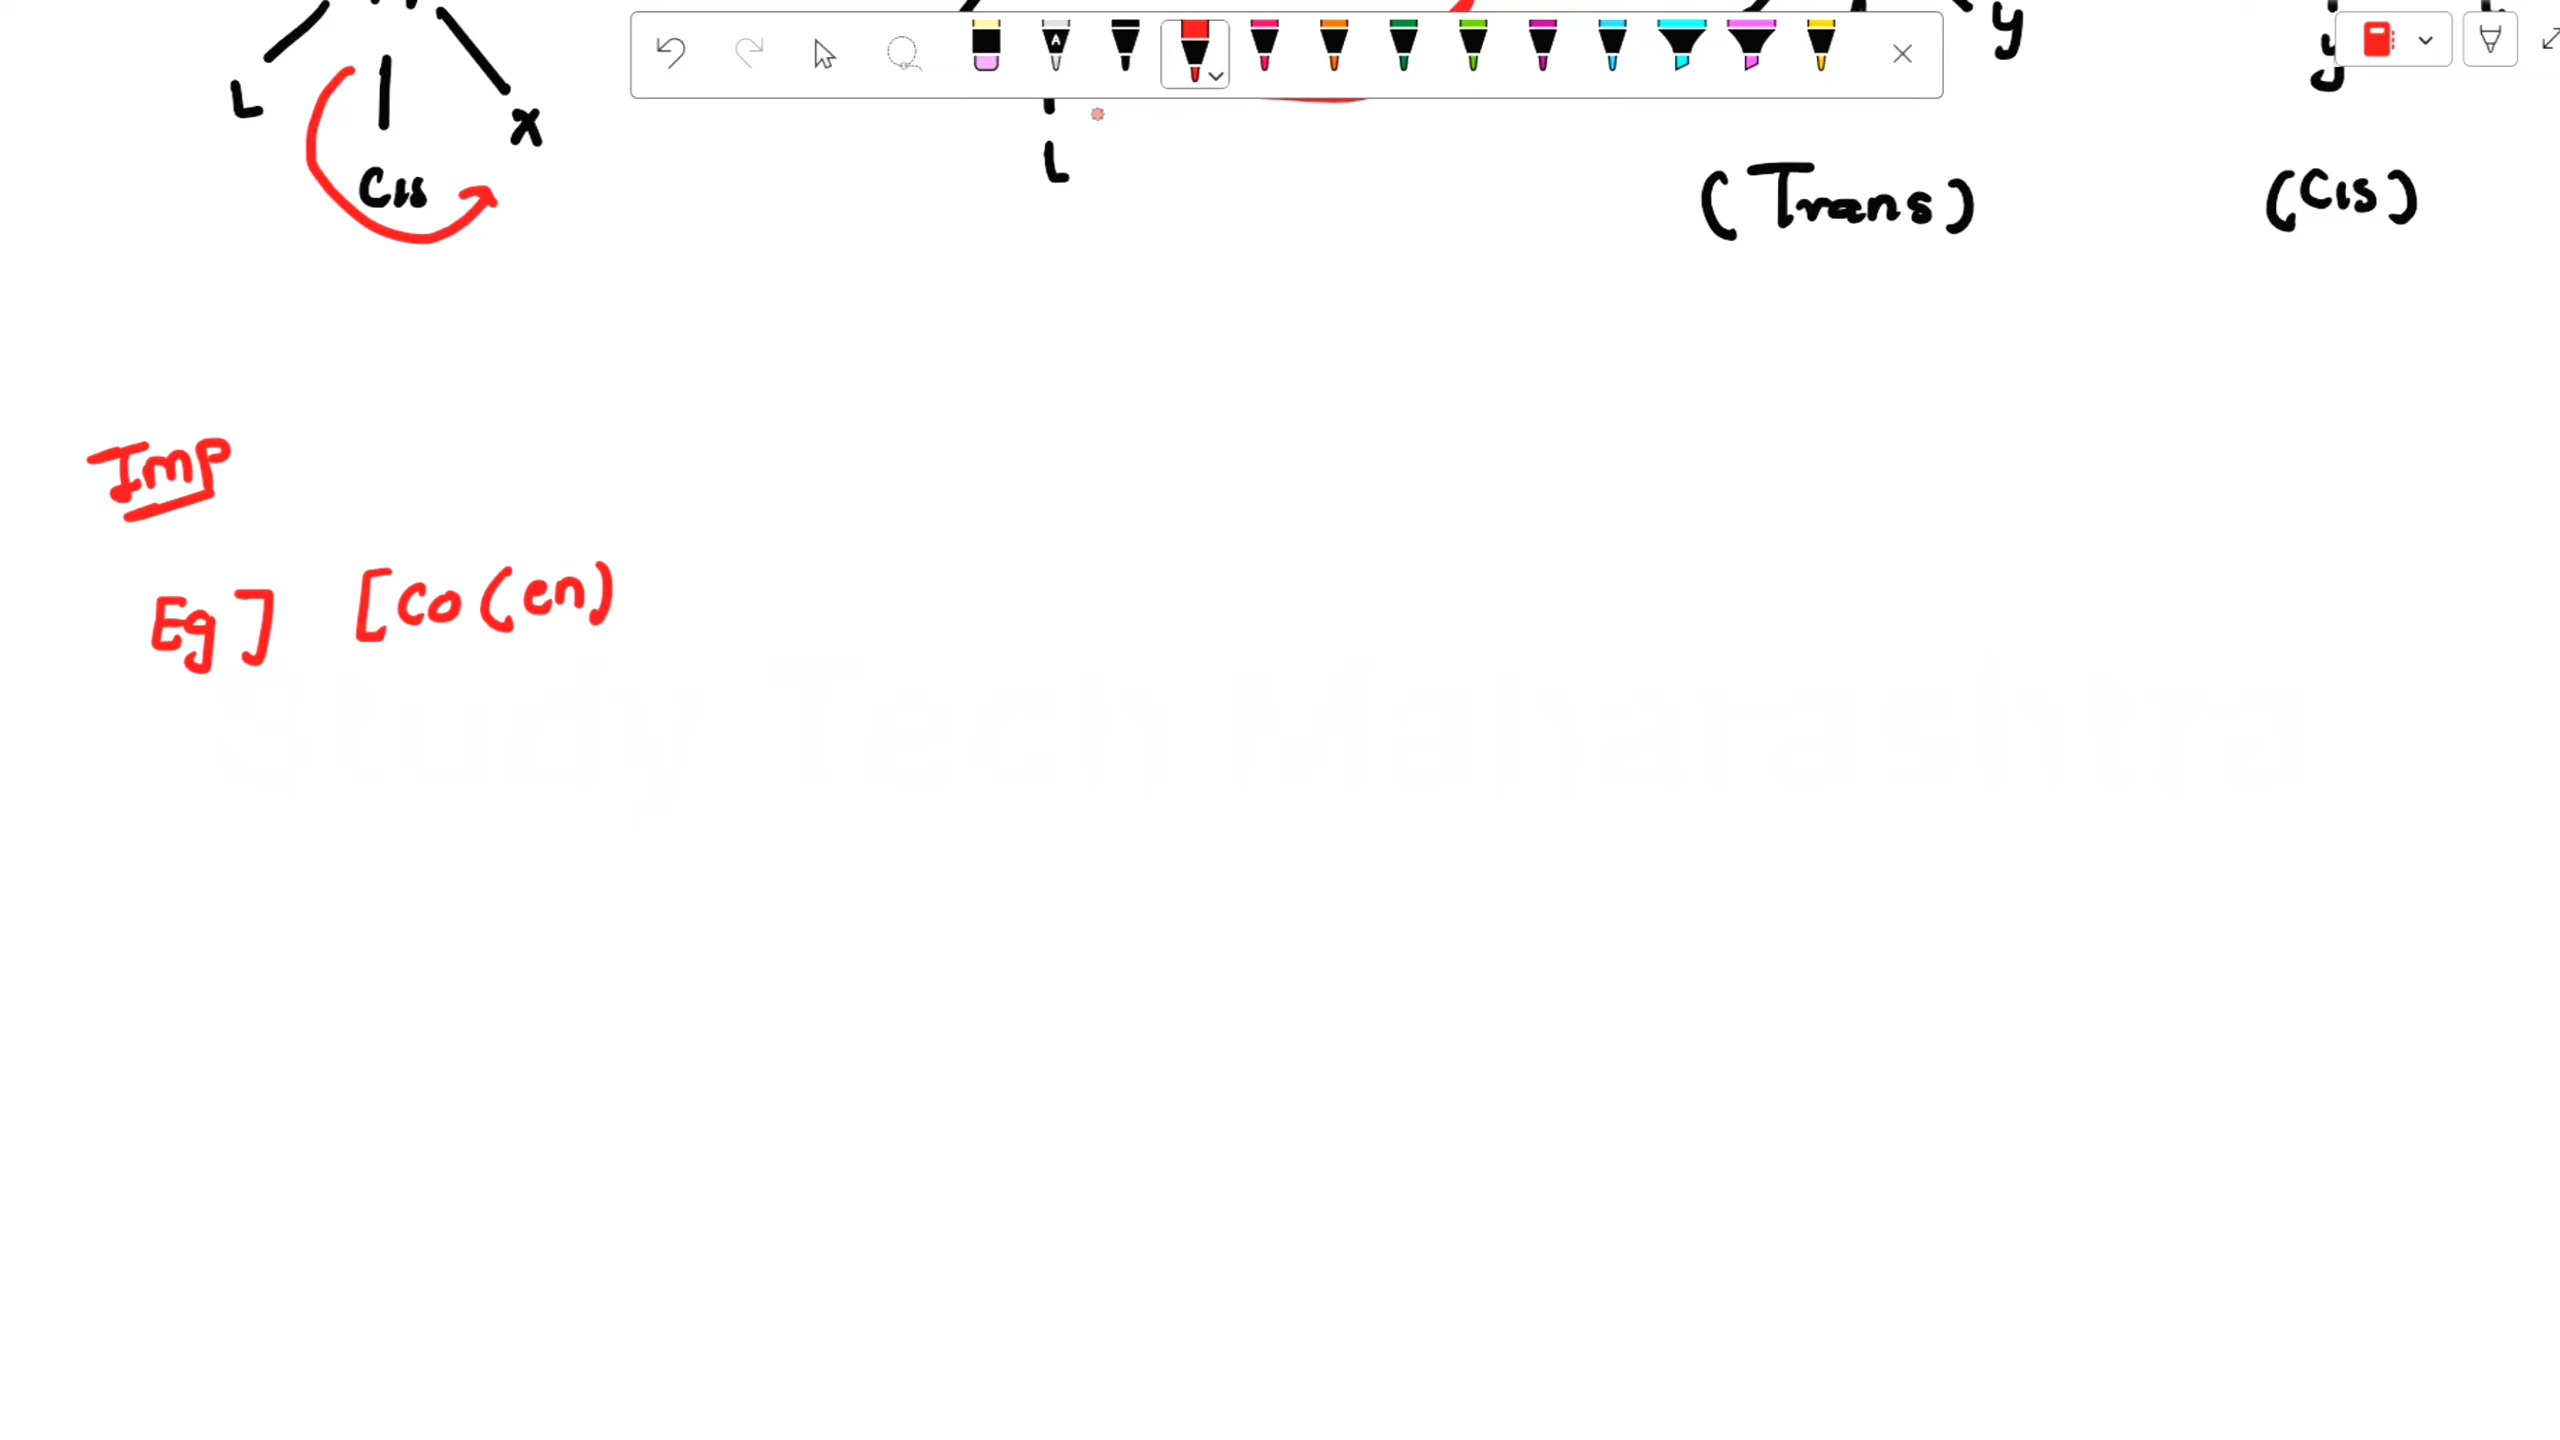 L
Cis
x
L
y
y
(Trans)
(Cis)
Imp
Eg] [Co(en)